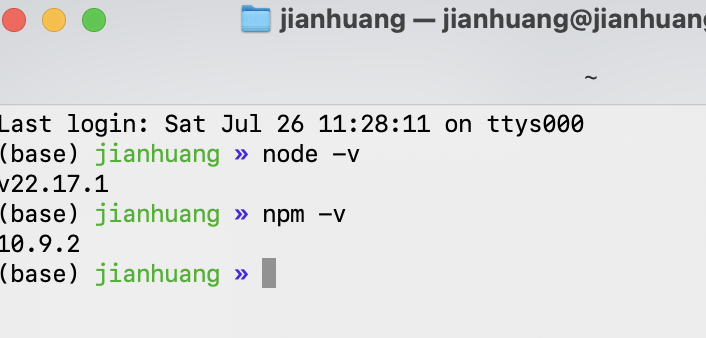 jianhuang — jianhuang@jianhuang
~
Last login: Sat Jul 26 11:28:11 on ttys000
(base) jianhuang » node -v
v22.17.1
(base) jianhuang » npm -v
10.9.2
(base) jianhuang »